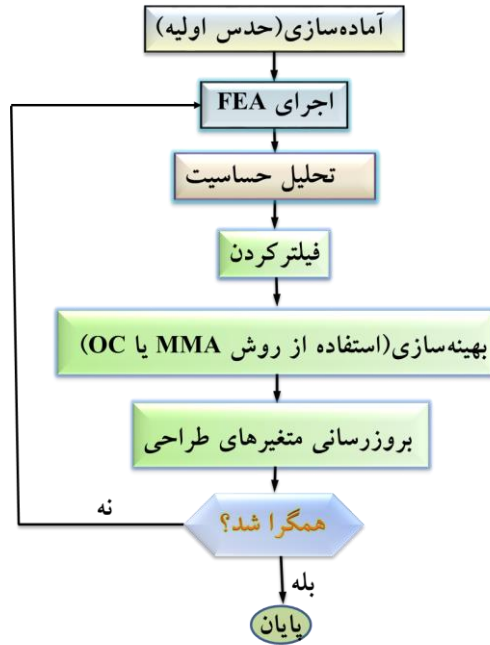 آماده‌سازی(حدس اولیه)
اجرای FEA
تحلیل حساسیت
فیلترکردن
بهینه‌سازی(استفاده از روش MMA یا OC)
بروزرسانی متغیرهای طراحی
همگرا شد؟
نه
بله
پایان